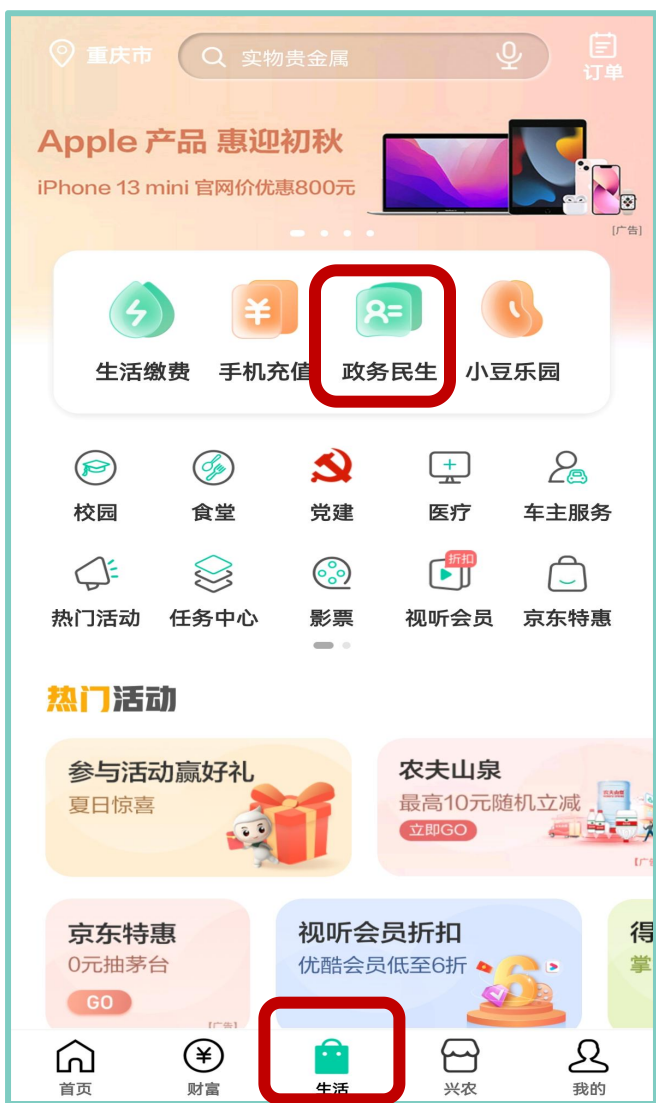 重庆市
实物贵金属
订单
Apple 产品 惠迎初秋
iPhone 13 mini 官网价优惠800元
[广告]
生活缴费 手机充值 政务民生 小豆乐园
校园 食堂 党建 医疗 车主服务
折扣
热门活动 任务中心 影票 视听会员 京东特惠
热门活动
参与活动赢好礼
夏日惊喜
农夫山泉
最高10元随机立减
立即GO
京东特惠
0元抽茅台
GO
[广告]
视听会员折扣
优酷会员低至6折
6
得
掌
首页 财富 生活 兴农 我的